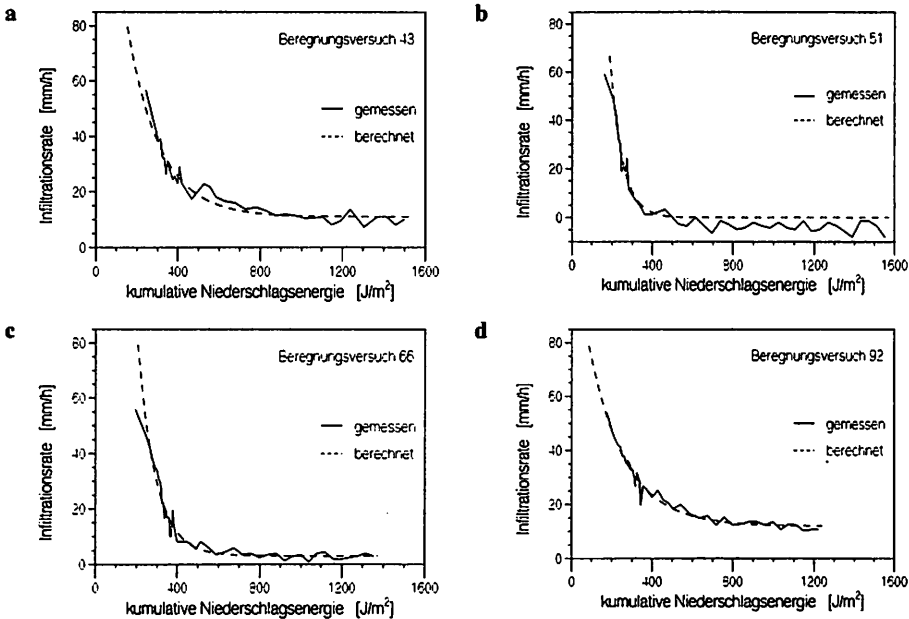 a
Beregnungsversuch 43
gemessen
berechnet
Infiltrationsrate [mm/h]
80
60
40
20
0
0 400 800 1200 1600
kumulative Niederschlagsenergie [J/m²]
b
Beregnungsversuch 51
gemessen
berechnet
Infiltrationsrate [mm/h]
80
60
40
20
0
0 400 800 1200 1600
kumulative Niederschlagsenergie [J/m²]
c
Beregnungsversuch 66
gemessen
berechnet
Infiltrationsrate [mm/h]
80
60
40
20
0
0 400 800 1200 1600
kumulative Niederschlagsenergie [J/m²]
d
Beregnungsversuch 92
gemessen
berechnet
Infiltrationsrate [mm/h]
80
60
40
20
0
0 400 800 1200 1600
kumulative Niederschlagsenergie [J/m²]